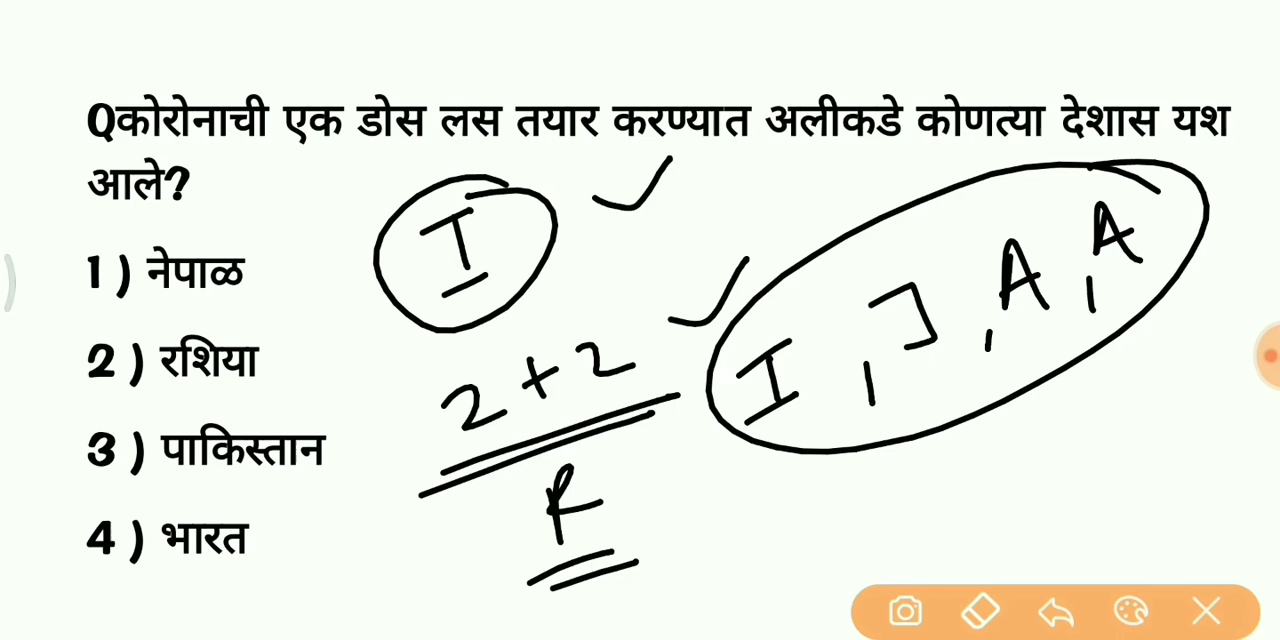 Qकोरोनाची एक डोस लस तयार करण्यात अलीकडे कोणत्या देशास यश
आले?
I
1 ) नेपाळ
I , J , A , A
2 ) रशिया
2 + 2
3 ) पाकिस्तान
R
4 ) भारत